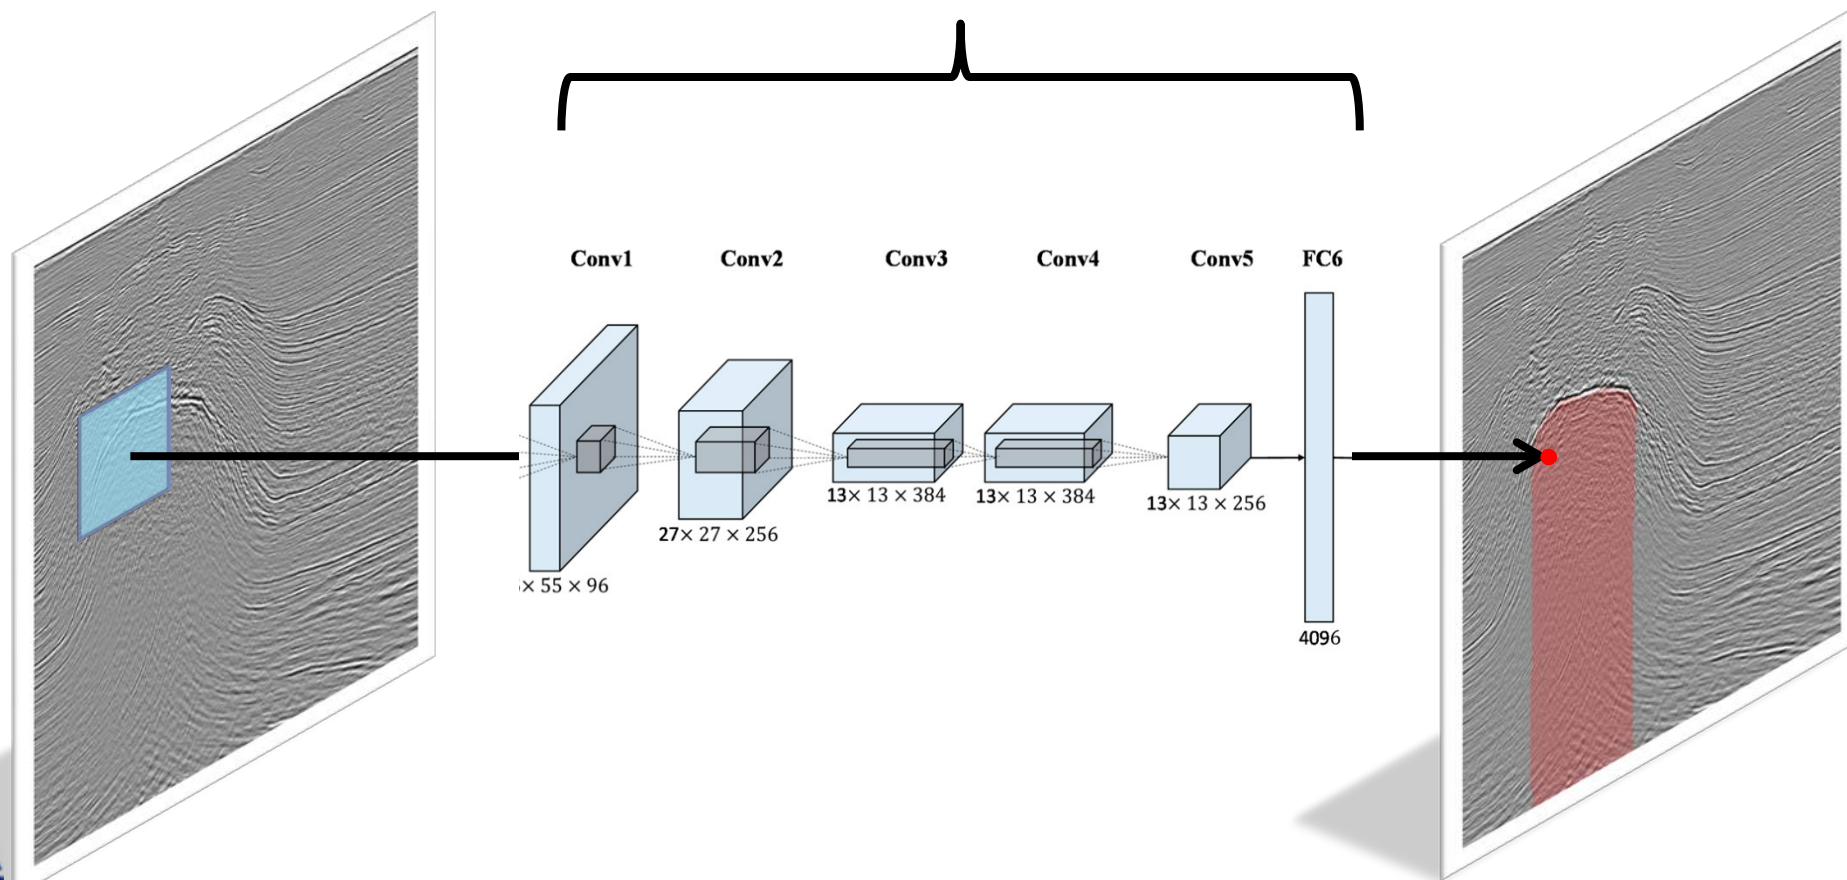 Conv1 Conv2 Conv3 Conv4 Conv5 FC6
13× 13 × 384 13× 13 × 384 13× 13 × 256
27× 27 × 256
× 55 × 96
4096